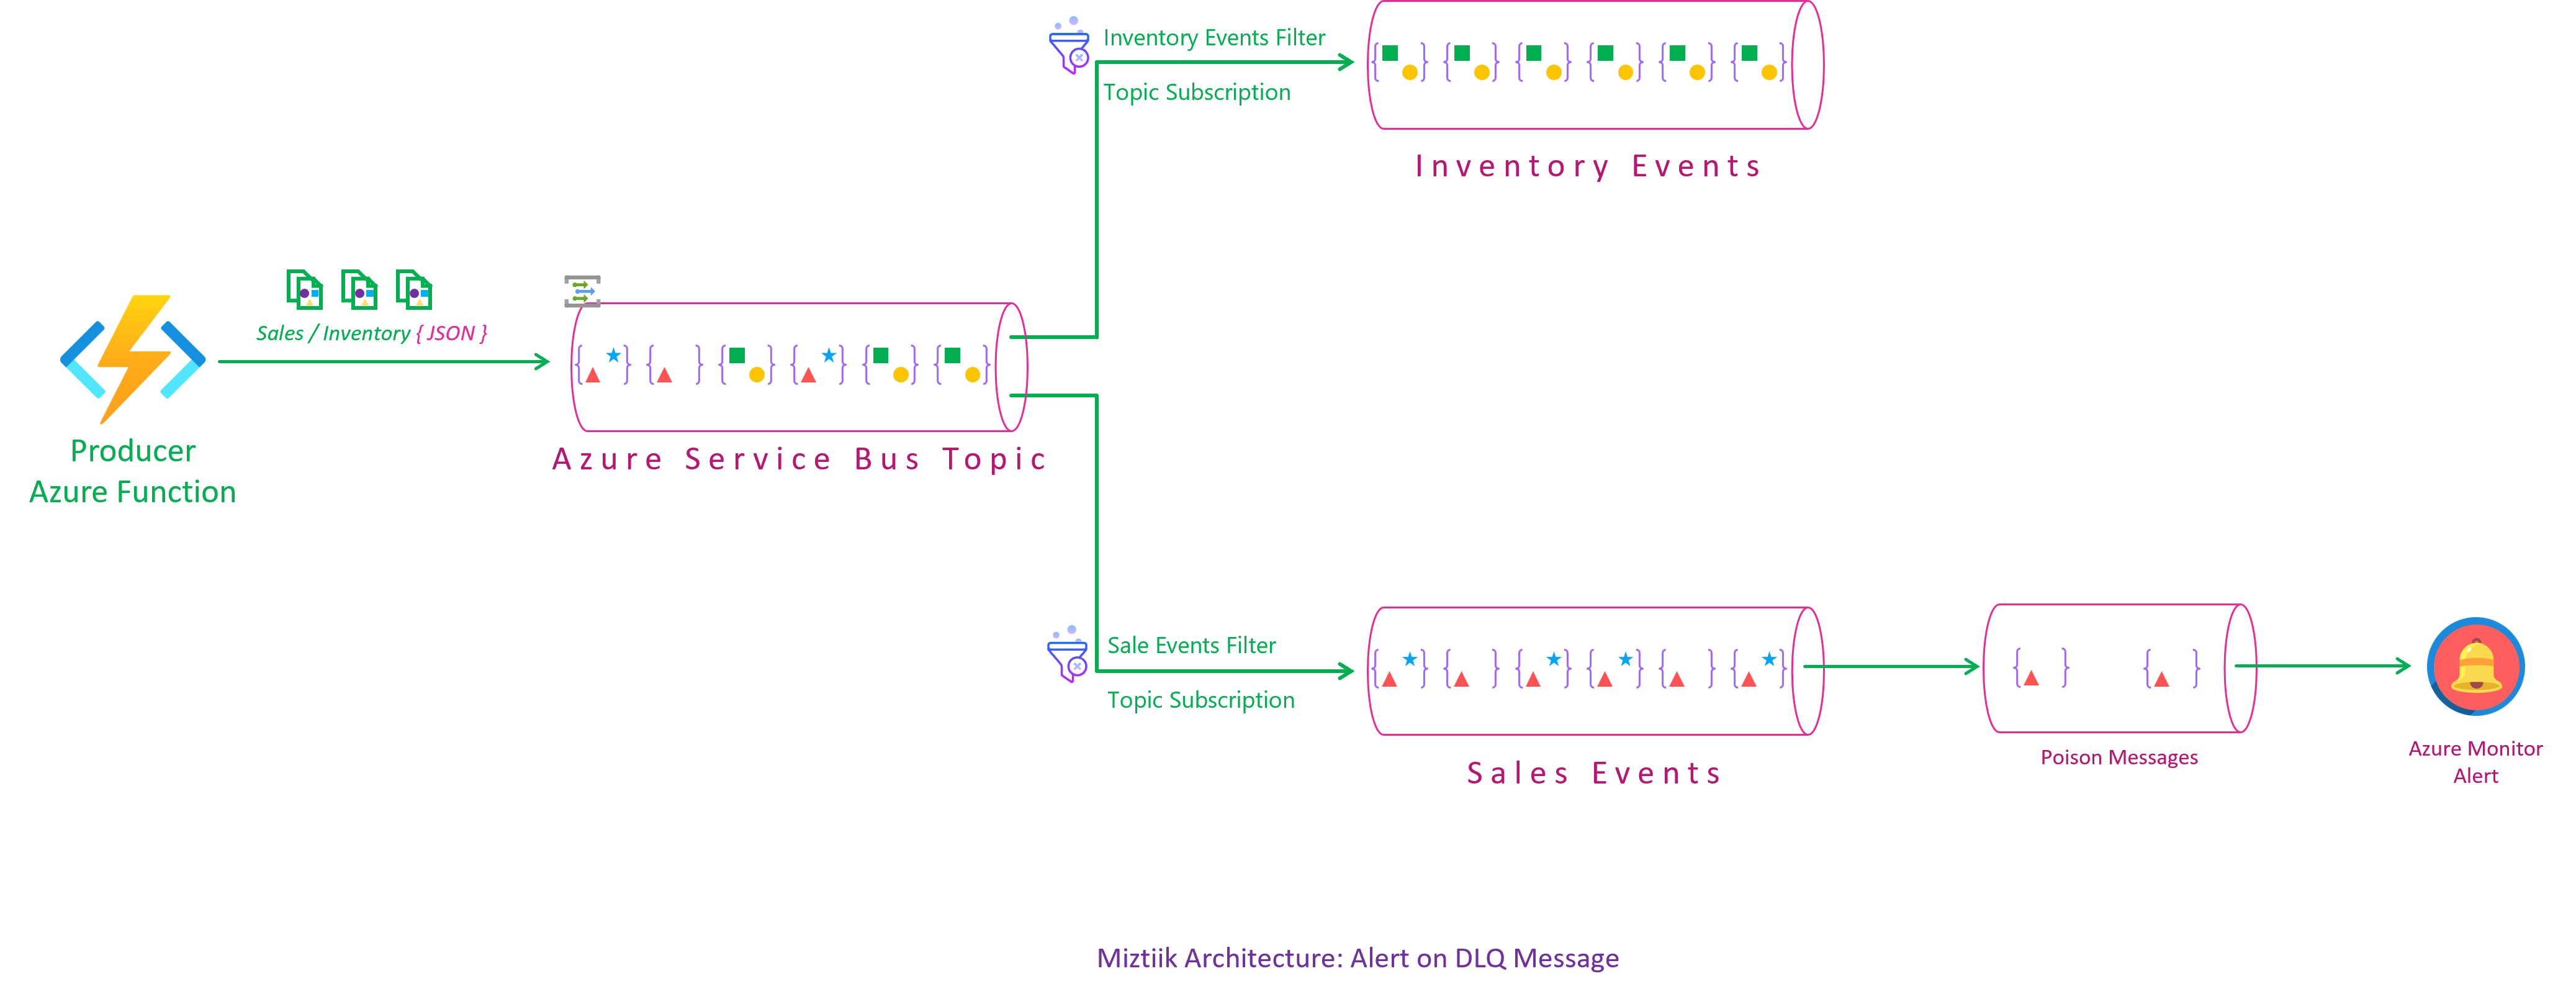 Inventory Events Filter
Topic Subscription
Inventory Events
Sales / Inventory { JSON }
Producer
Azure Function
Azure Service Bus Topic
Sale Events Filter
Topic Subscription
Sales Events
Poison Messages
Azure Monitor
Alert
Miztiik Architecture: Alert on DLQ Message